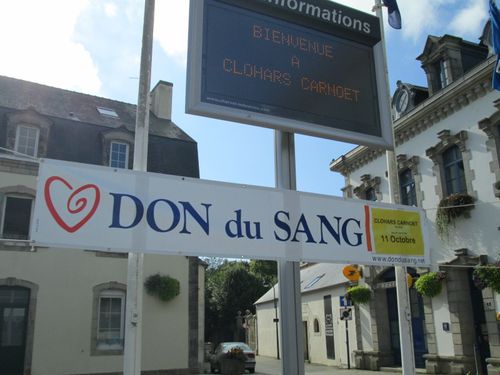 Informations
BIENVENUE
A
CLOHARS CARNOET
DON du SANG
CLOHARS CARNOET
11 Octobre
www.dondusang.net